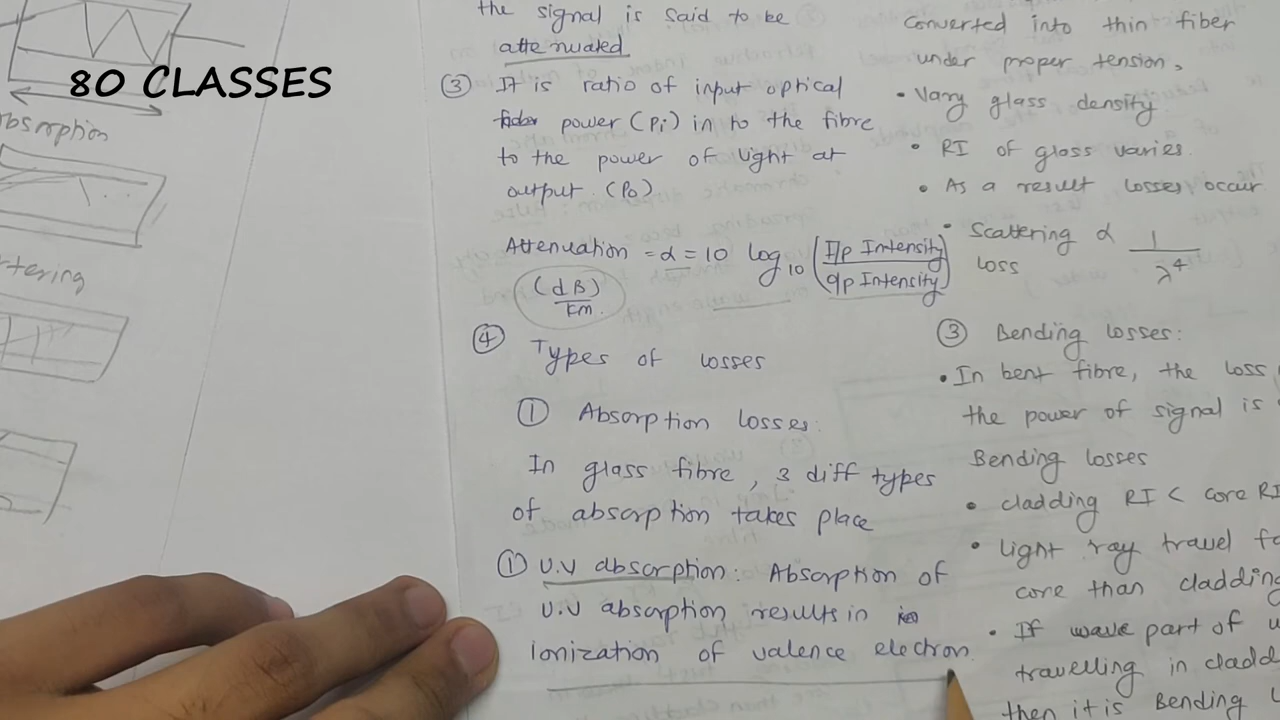 80 CLASSES
absorption
the signal is said to be
attenuated
③ It is ratio of input optical
power (Pi) in to the fibre
to the power of light at
output (Po)
Attenuation = α = 10 log10 (I/p Intensity / o/p Intensity)
(dB/km)
④ Types of losses
① Absorption losses:
In glass fibre, 3 diff types
of absorption takes place
① U.V absorption: Absorption of
U.V absorption results in
ionization of valence electron
converted into thin fiber
under proper tension,
• Vary glass density
• RI of glass varies.
• As a result losses occur
• Scattering α 1/λ^4
loss
③ Bending losses:
• In bent fibre, the loss
the power of signal is
Bending losses
• cladding RI < core RI
• light ray travel
core than cladding
• If wave part of
travelling in cladd
then it is Bending